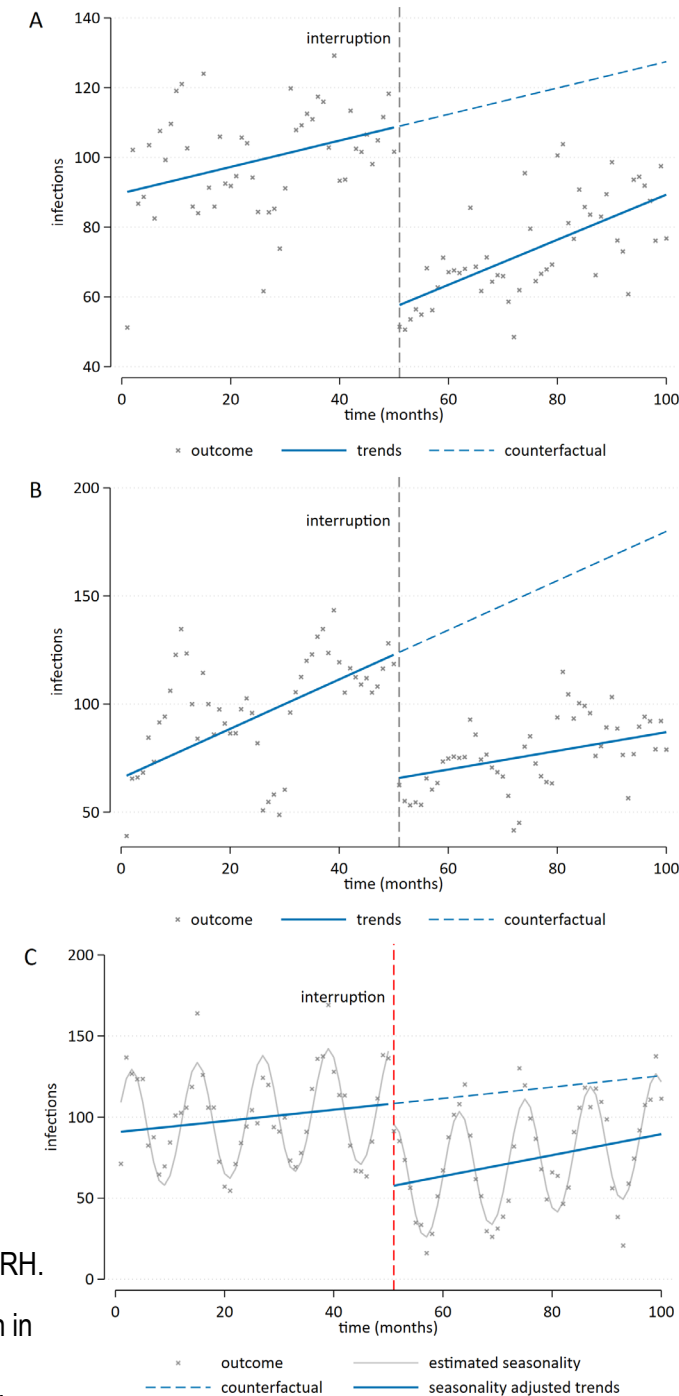 A
140
120
100
80
60
40
infections
interruption
0 20 40 60 80 100
time (months)
outcome trends counterfactual
B
200
150
100
50
infections
interruption
0 20 40 60 80 100
time (months)
outcome trends counterfactual
C
200
150
100
50
0
infections
interruption
0 20 40 60 80 100
time (months)
outcome estimated seasonality
counterfactual seasonality adjusted trends
RH.
in